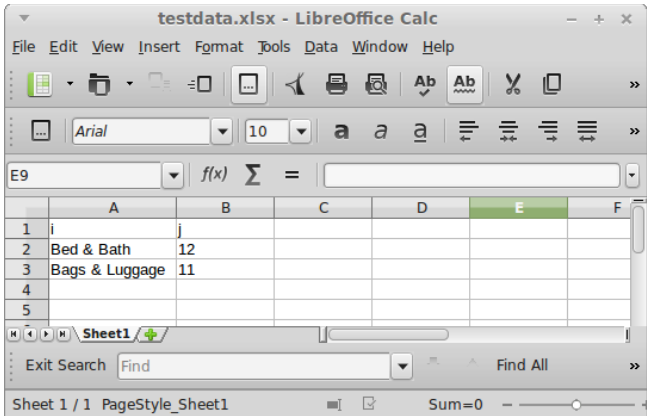 testdata.xlsx - LibreOffice Calc
File Edit View Insert Format Tools Data Window Help
Ab Ab »
Arial 10 a a a »
E9 f(x) Σ =
A B C D E F
1 i j
2 Bed & Bath 12
3 Bags & Luggage 11
4
5
Sheet1
Exit Search Find Find All »
Sheet 1 / 1 PageStyle_Sheet1 Sum=0 - +